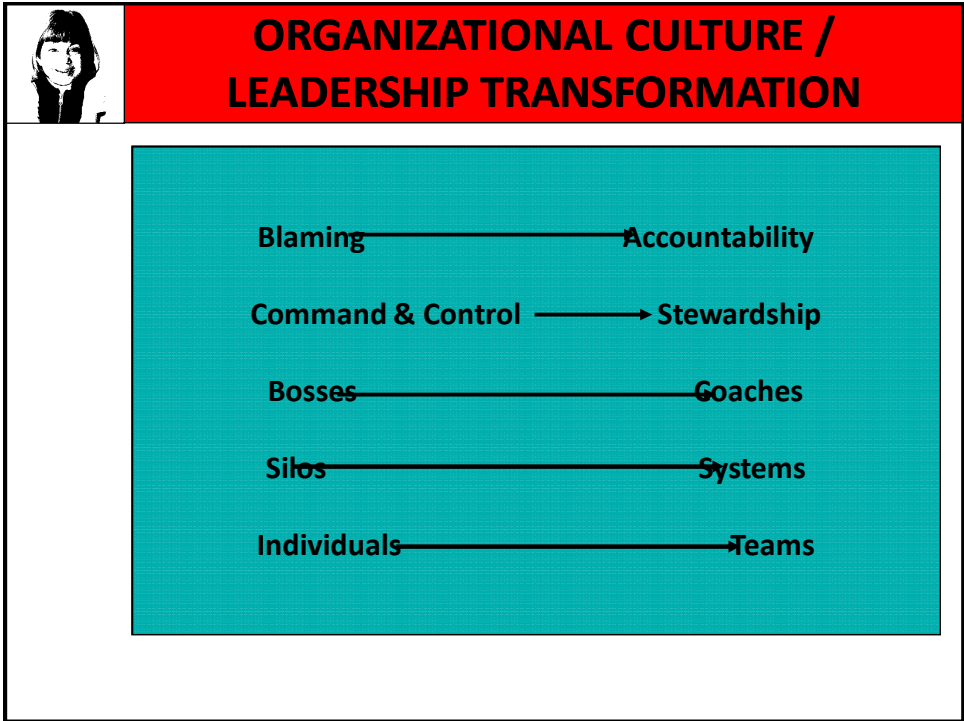 ORGANIZATIONAL CULTURE /
LEADERSHIP TRANSFORMATION
Blaming Accountability
Command & Control Stewardship
Bosses Coaches
Silos Systems
Individuals Teams